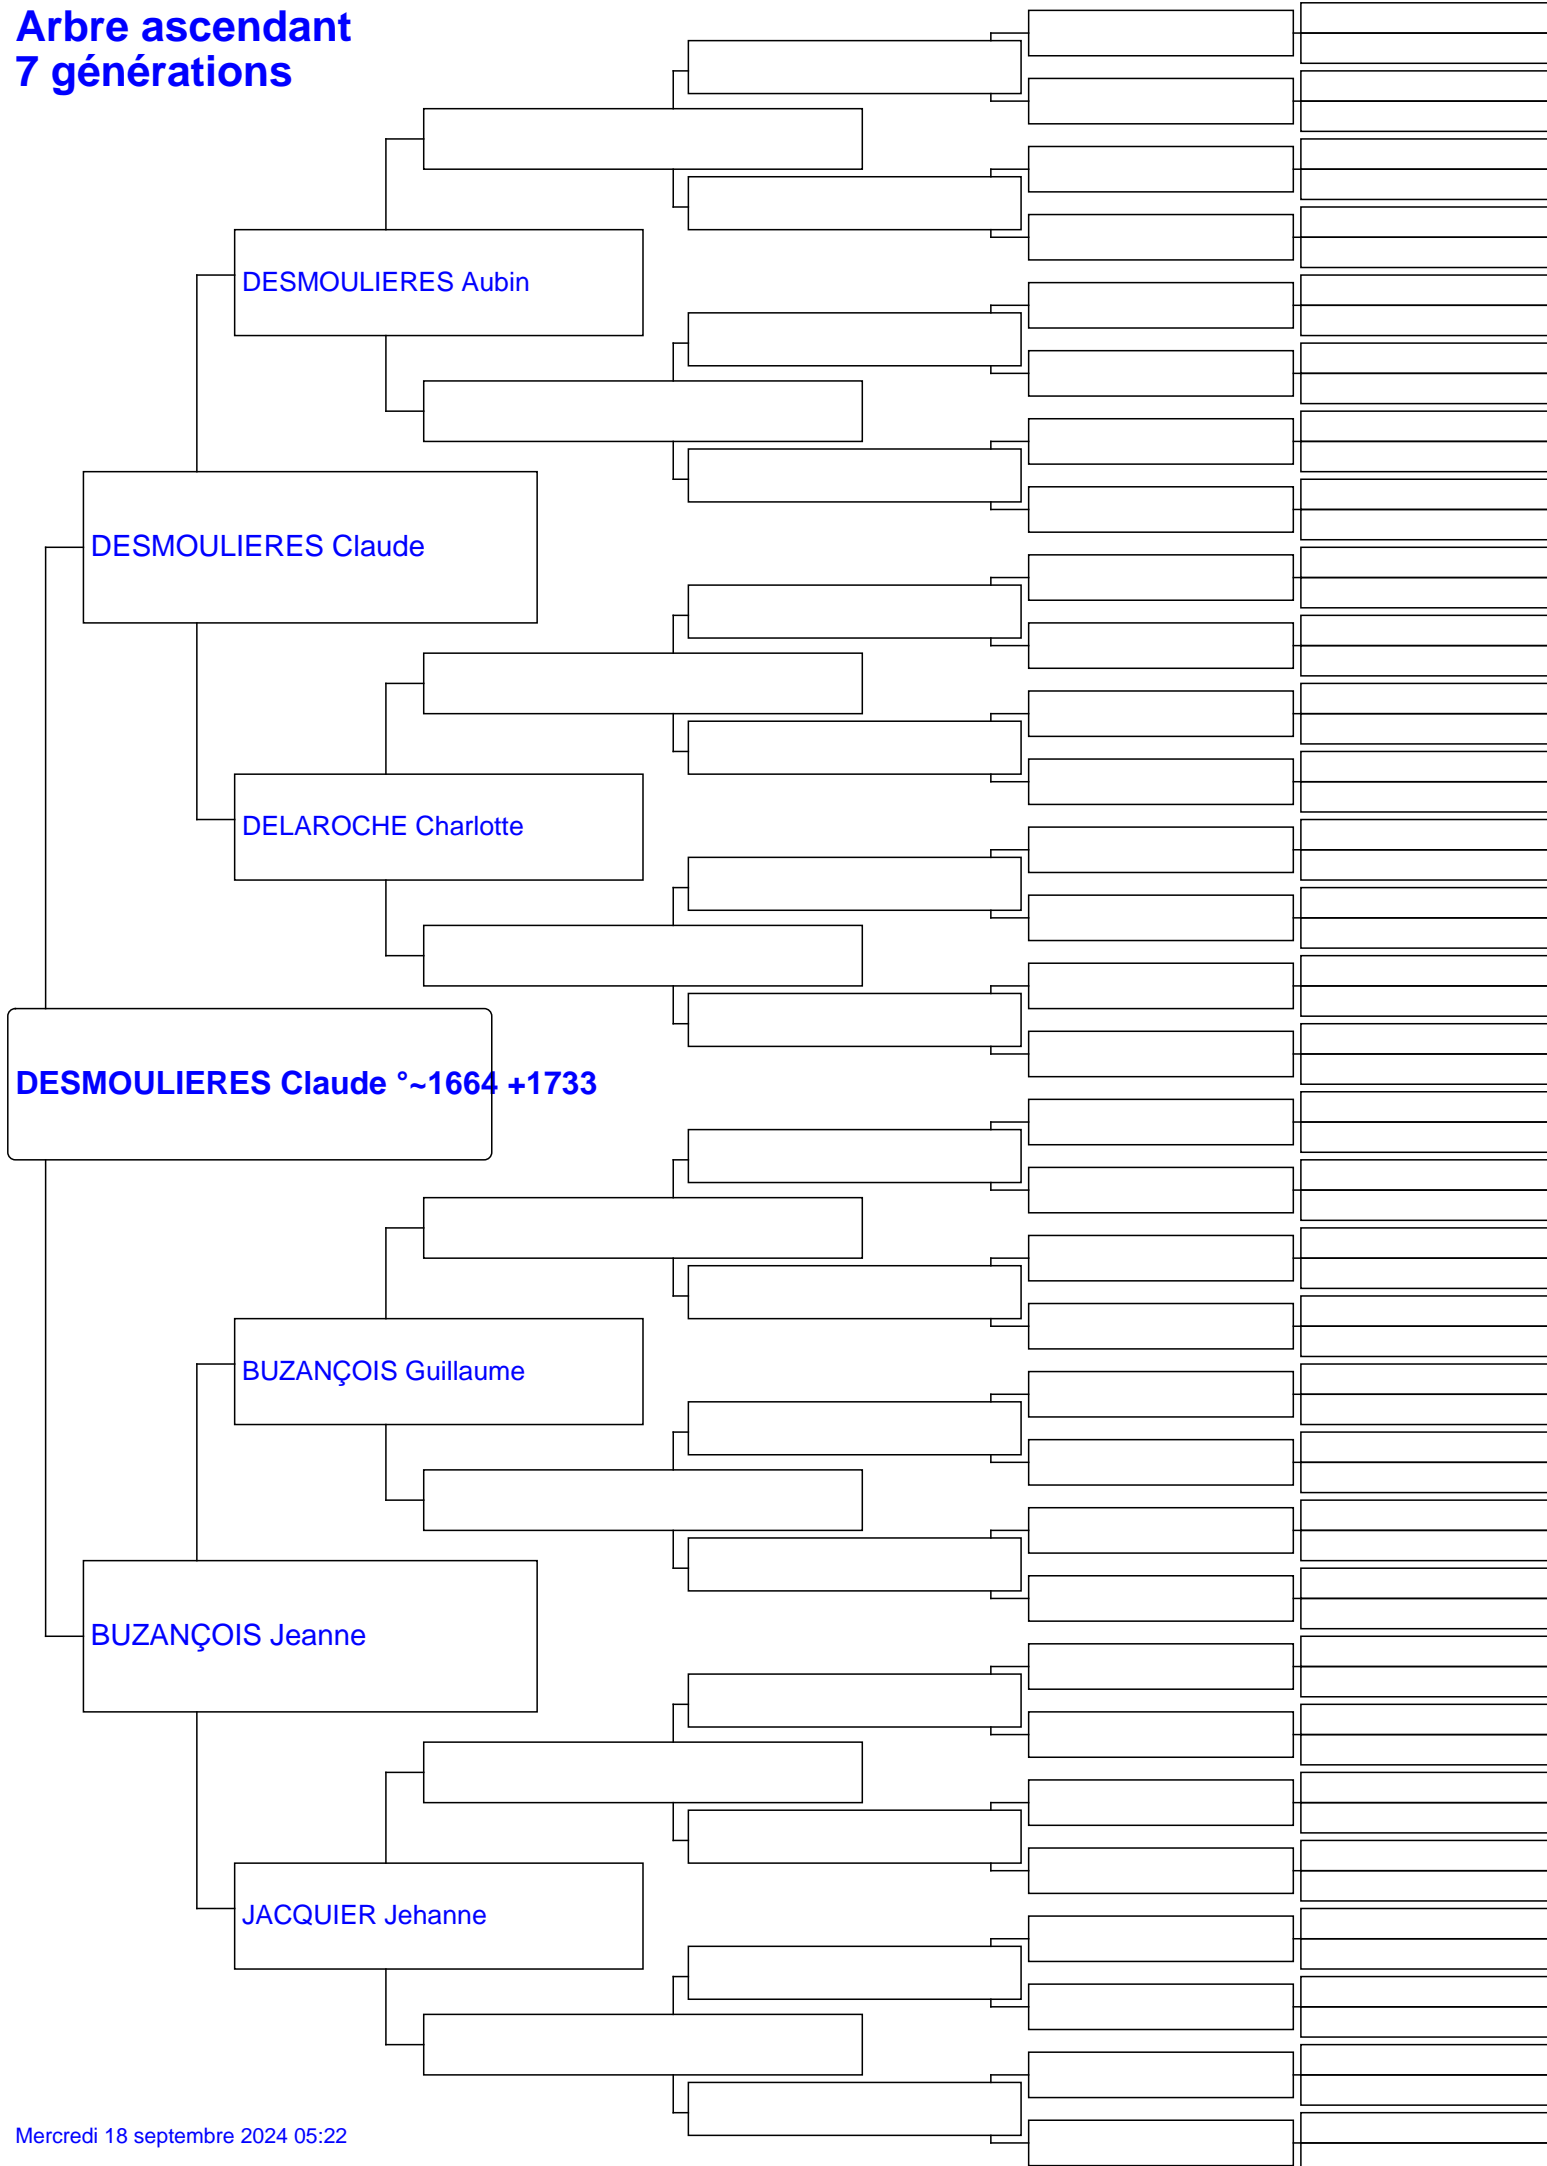 Arbre ascendant
7 générations
DESMOULIERES Aubin
DESMOULIERES Claude
DELAROCHE Charlotte
DESMOULIERES Claude °~1664 +1733
BUZANÇOIS Guillaume
BUZANÇOIS Jeanne
JACQUIER Jehanne
Mercredi 18 septembre 2024 05:22